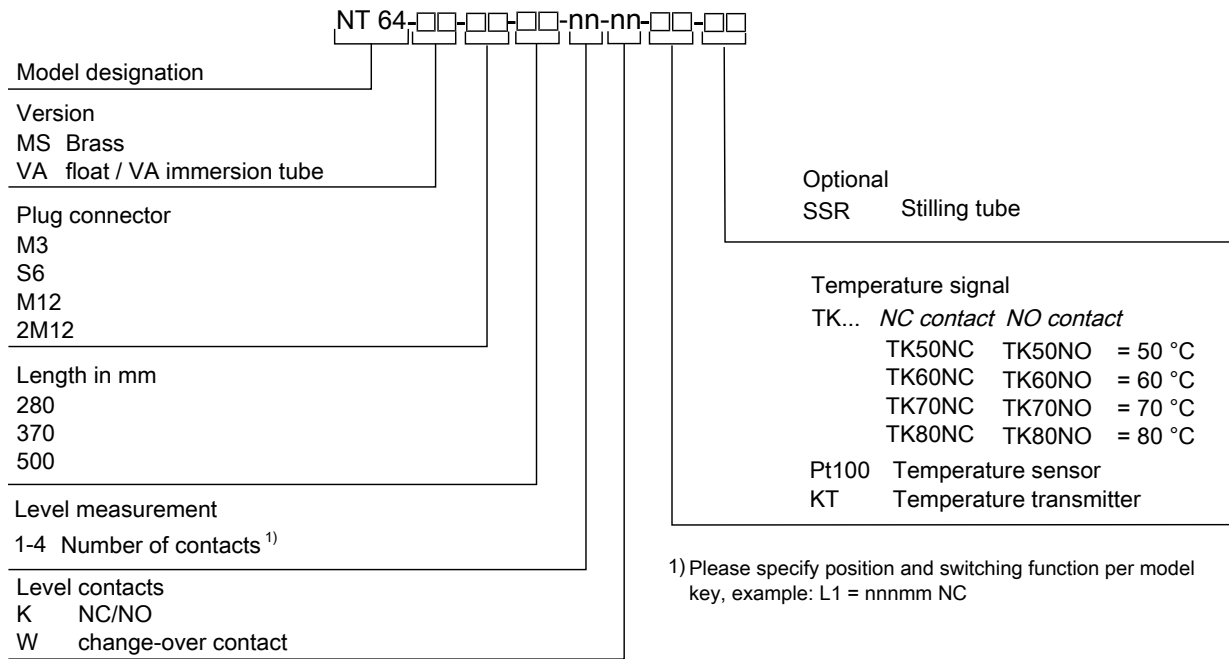 NT 64-□□-□□-□□-nn-nn-□□-□□
Model designation
Version
MS Brass
VA float / VA immersion tube
Plug connector
M3
S6
M12
2M12
Length in mm
280
370
500
Level measurement
1-4 Number of contacts 1)
Level contacts
K NC/NO
W change-over contact
Optional
SSR Stilling tube
Temperature signal
TK... NC contact NO contact
TK50NC TK50NO = 50 °C
TK60NC TK60NO = 60 °C
TK70NC TK70NO = 70 °C
TK80NC TK80NO = 80 °C
Pt100 Temperature sensor
KT Temperature transmitter
1) Please specify position and switching function per model
key, example: L1 = nnnmm NC